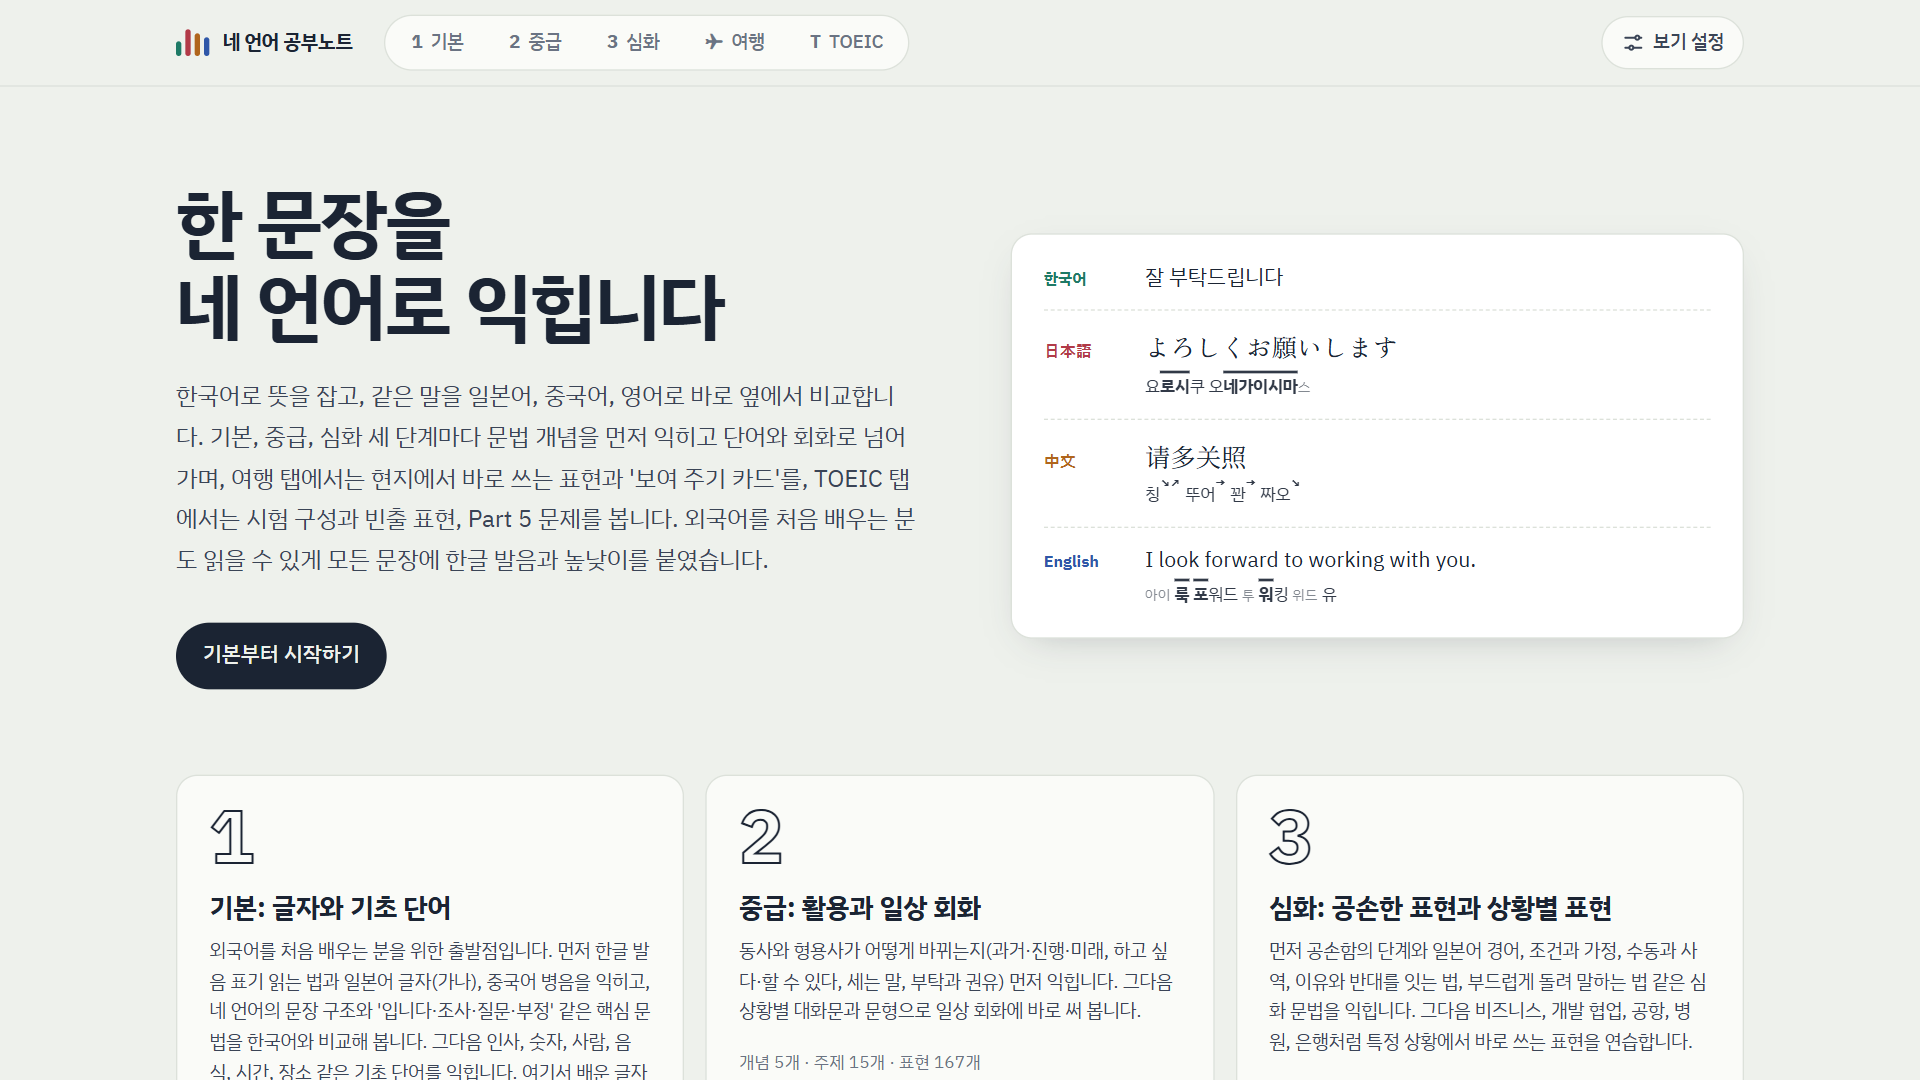 네 언어 공부노트
1 기본
2 중급
3 심화
✈ 여행
T TOEIC
보기 설정
한 문장을
네 언어로 익힙니다
한국어로 뜻을 잡고, 같은 말을 일본어, 중국어, 영어로 바로 옆에서 비교합니
다. 기본, 중급, 심화 세 단계마다 문법 개념을 먼저 익히고 단어와 회화로 넘어
가며, 여행 탭에서는 현지에서 바로 쓰는 표현과 '보여 주기 카드'를, TOEIC 탭
에서는 시험 구성과 빈출 표현, Part 5 문제를 봅니다. 외국어를 처음 배우는 분
도 읽을 수 있게 모든 문장에 한글 발음과 높낮이를 붙였습니다.
기본부터 시작하기
한국어
잘 부탁드립니다
日本語
よろしくお願いします
요로시쿠 오네가이시마스
中文
请多关照
칭↘↗ 뚜어→ 꽌→ 짜오↘
English
I look forward to working with you.
아이 룩 포워드 투 워킹 위드 유
1
기본: 글자와 기초 단어
외국어를 처음 배우는 분을 위한 출발점입니다. 먼저 한글 발
음 표기 읽는 법과 일본어 글자(가나), 중국어 병음을 익히고,
네 언어의 문장 구조와 '입니다·조사·질문·부정' 같은 핵심 문
법을 한국어와 비교해 봅니다. 그다음 인사, 숫자, 사람, 음
식, 시간, 장소 같은 기초 단어를 익힙니다. 여기서 배운 글자
2
중급: 활용과 일상 회화
동사와 형용사가 어떻게 바뀌는지(과거·진행·미래, 하고 싶
다·할 수 있다, 세는 말, 부탁과 권유) 먼저 익힙니다. 그다음
상황별 대화문과 문형으로 일상 회화에 바로 써 봅니다.
개념 5개 · 주제 15개 · 표현 167개
3
심화: 공손한 표현과 상황별 표현
먼저 공손함의 단계와 일본어 경어, 조건과 가정, 수동과 사
역, 이유와 반대를 잇는 법, 부드럽게 돌려 말하는 법 같은 심
화 문법을 익힙니다. 그다음 비즈니스, 개발 협업, 공항, 병
원, 은행처럼 특정 상황에서 바로 쓰는 표현을 연습합니다.